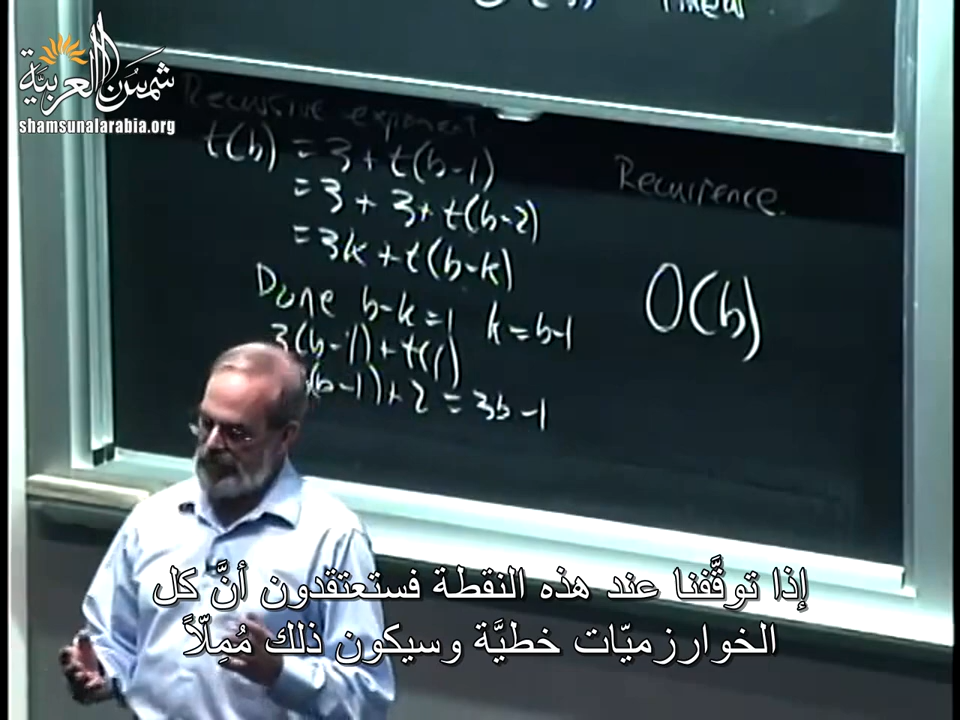 شمس العربية
shamsunalarabia.org
linear
Recursive exponent
t(b) = 3 + t(b-1)
= 3 + 3 + t(b-2)
= 3k + t(b-k)
Done b-k=1 k=b-1
3(b-1) + t(1)
(b-1) + 2 = 3b-1
Recurrence.
O(b)
إذا توقَّفنا عند هذه النقطة فستعتقدون أنَّ كل
الخوارزميّات خطيَّة وسيكون ذلك مُمِلّاً